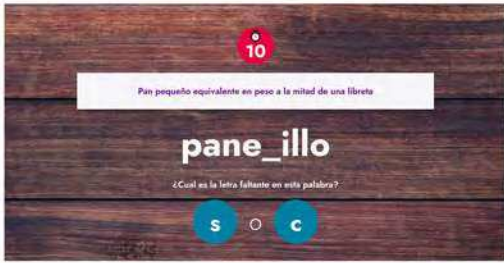 10
Pan pequeño equivalente en peso a la mitad de una libreta
pane_illo
¿Cual es la letra faltante en esta palabra?
s O c